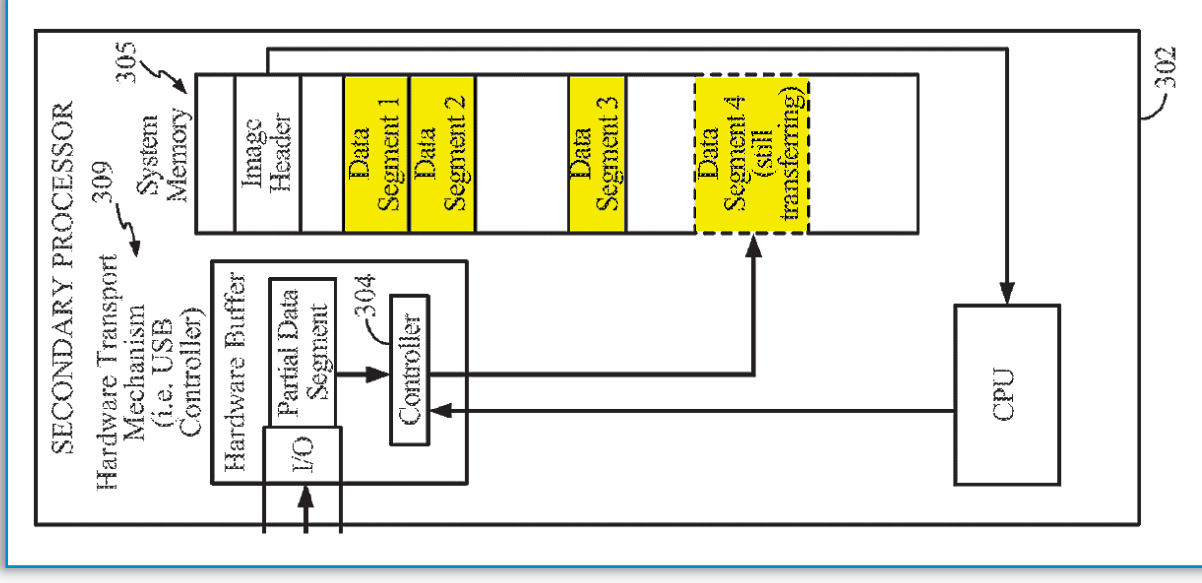 SECONDARY PROCESSOR
Hardware Transport
Mechanism
(i.e. USB
Controller)
309
System
Memory
305
Hardware Buffer
I/O
Partial Data
Segment
Controller
304
Image
Header
Data
Segment 1
Data
Segment 2
Data
Segment 3
Data
Segment 4
(still
transferring)
CPU
302